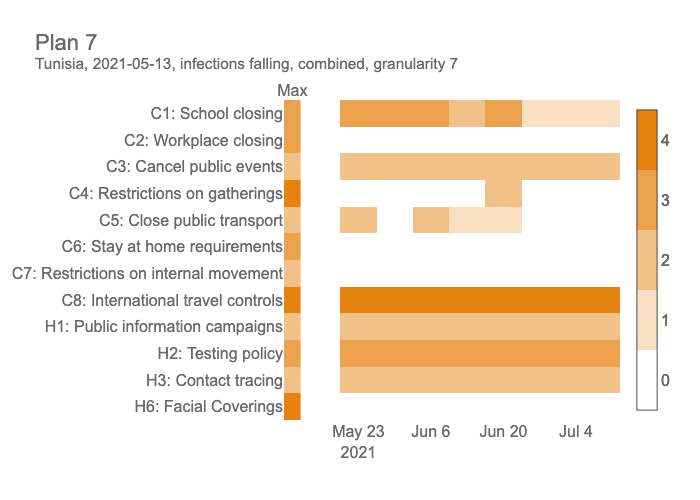 Plan 7
Tunisia, 2021-05-13, infections falling, combined, granularity 7
Max
C1: School closing
C2: Workplace closing
C3: Cancel public events
C4: Restrictions on gatherings
C5: Close public transport
C6: Stay at home requirements
C7: Restrictions on internal movement
C8: International travel controls
H1: Public information campaigns
H2: Testing policy
H3: Contact tracing
H6: Facial Coverings
May 23 Jun 6 Jun 20 Jul 4
2021
4
3
2
1
0